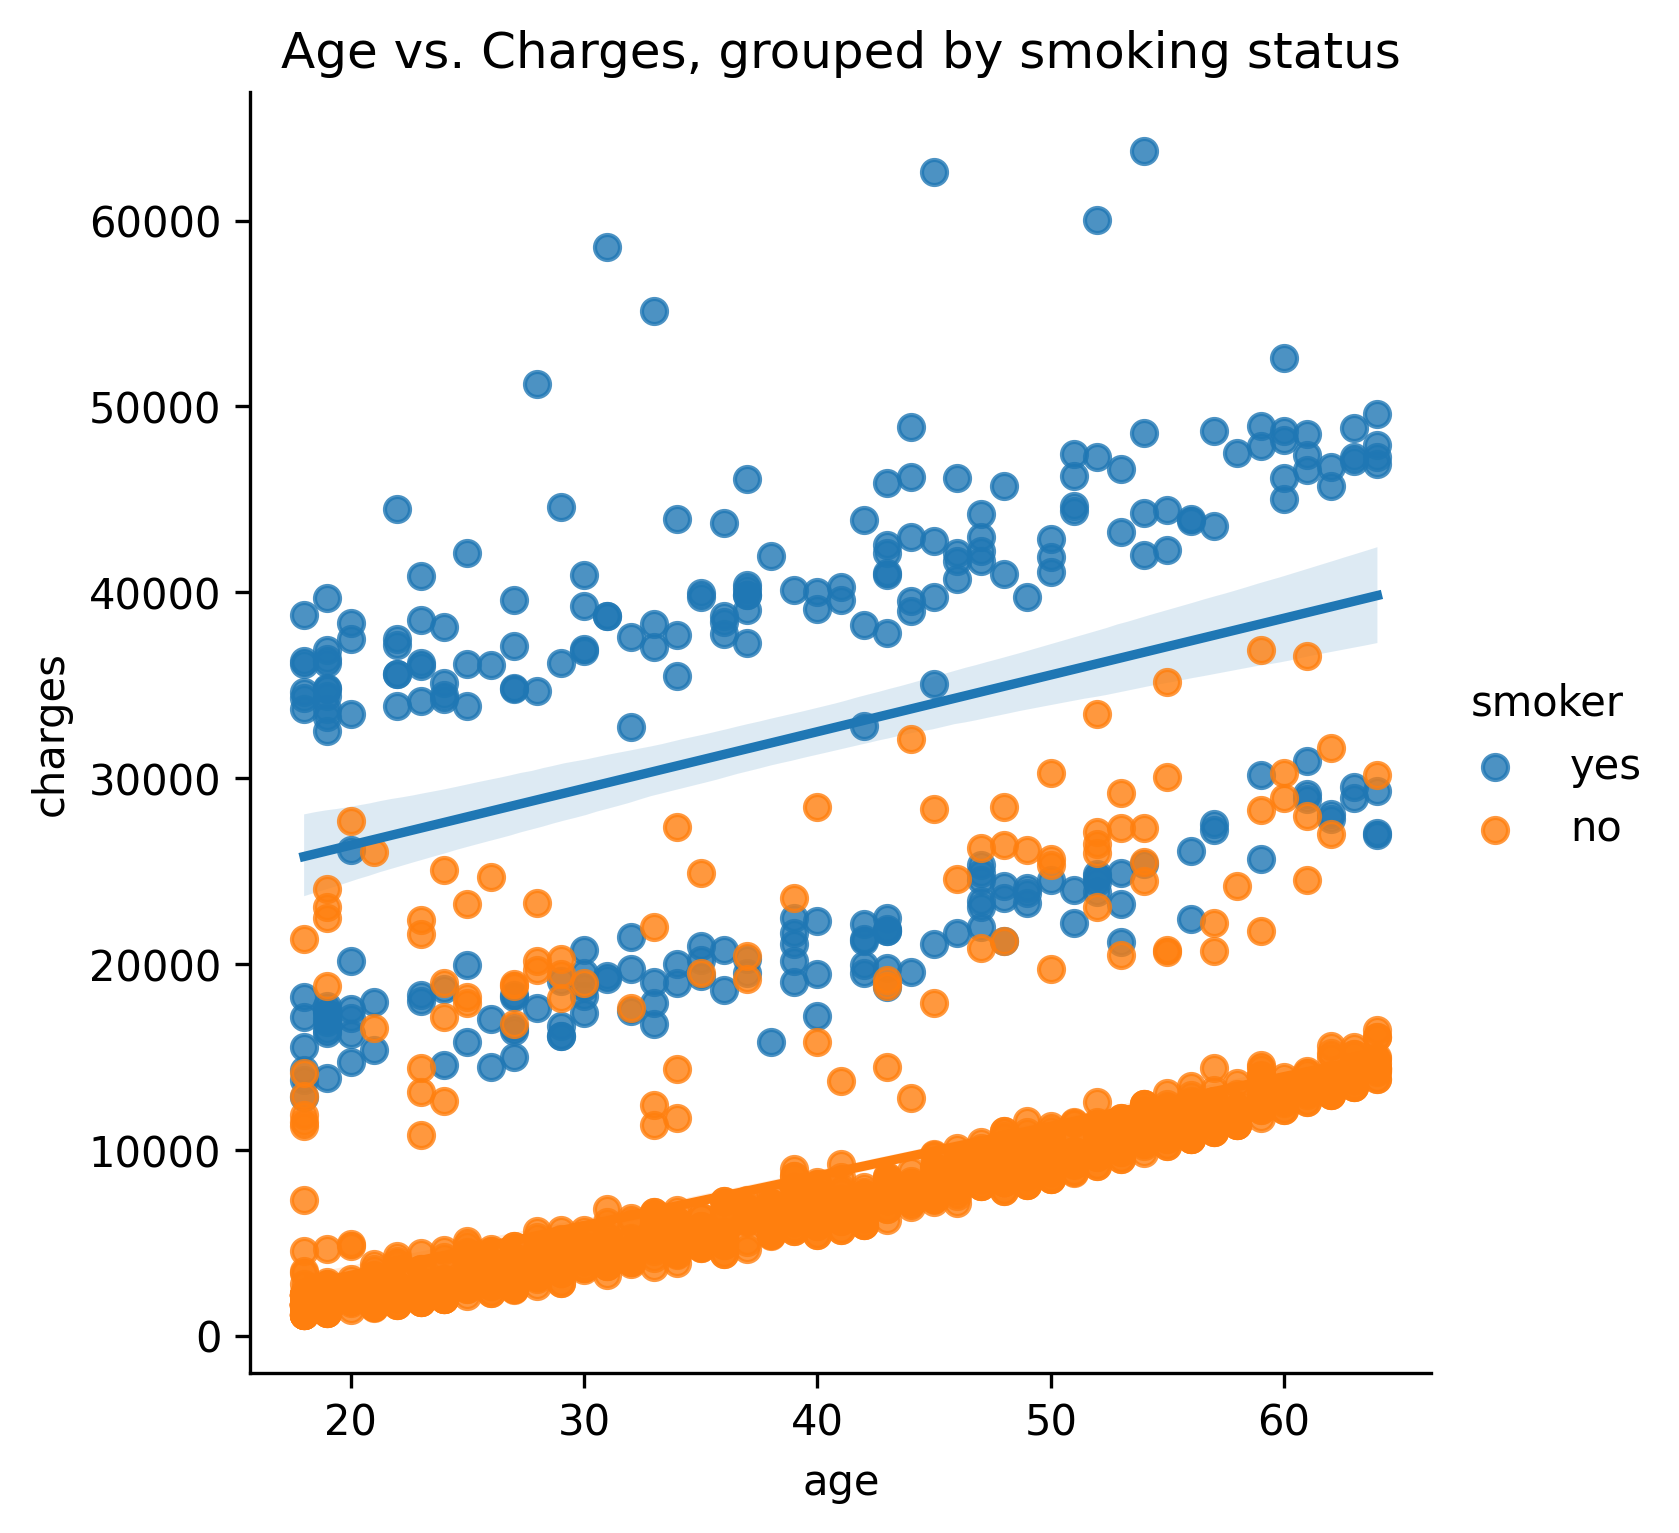 Age vs. Charges, grouped by smoking status
60000
50000
40000
30000
20000
10000
0
charges
20 30 40 50 60
age
smoker
yes
no